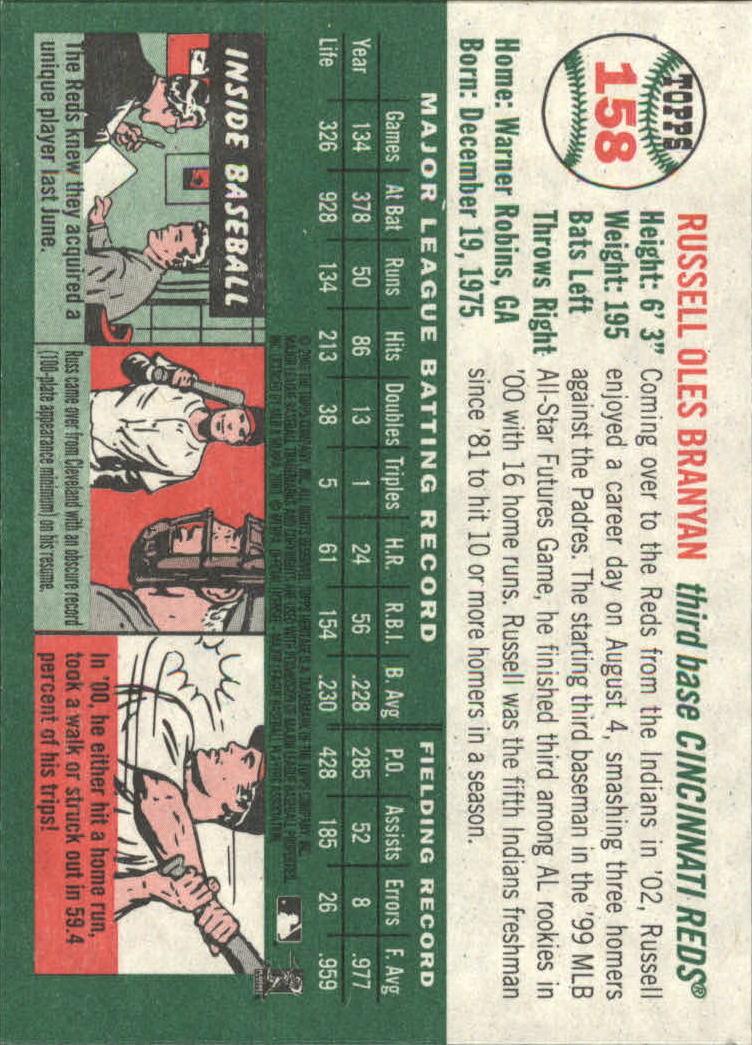 TOPPS
158
RUSSELL OLES BRANYAN third base CINCINNATI REDS®
Height: 6' 3"
Weight: 195
Bats Left
Throws Right
Home: Warner Robins, GA
Born: December 19, 1975
Coming over to the Reds from the Indians in '02, Russell
enjoyed a career day on August 4, smashing three homers
against the Padres. The starting third baseman in the '99 MLB
All-Star Futures Game, he finished third among AL rookies in
'00 with 16 home runs. Russell was the fifth Indians freshman
since '81 to hit 10 or more homers in a season.
MAJOR LEAGUE BATTING RECORD FIELDING RECORD
Games At Bat Runs Hits Doubles Triples H.R. R.B.I. B. Avg P.O. Assists Errors F. Avg
Year 134 378 50 86 13 1 24 56 .228 285 52 8 .977
Life 326 928 134 213 38 5 61 154 .230 428 185 26 .959
INSIDE BASEBALL
The Reds knew they acquired a
unique player last June.
Russ came over from Cleveland with an obscure record
(100-plate appearance minimum) on his resume.
In '00, he either hit a home run,
took a walk or struck out in 59.4
percent of his trips!